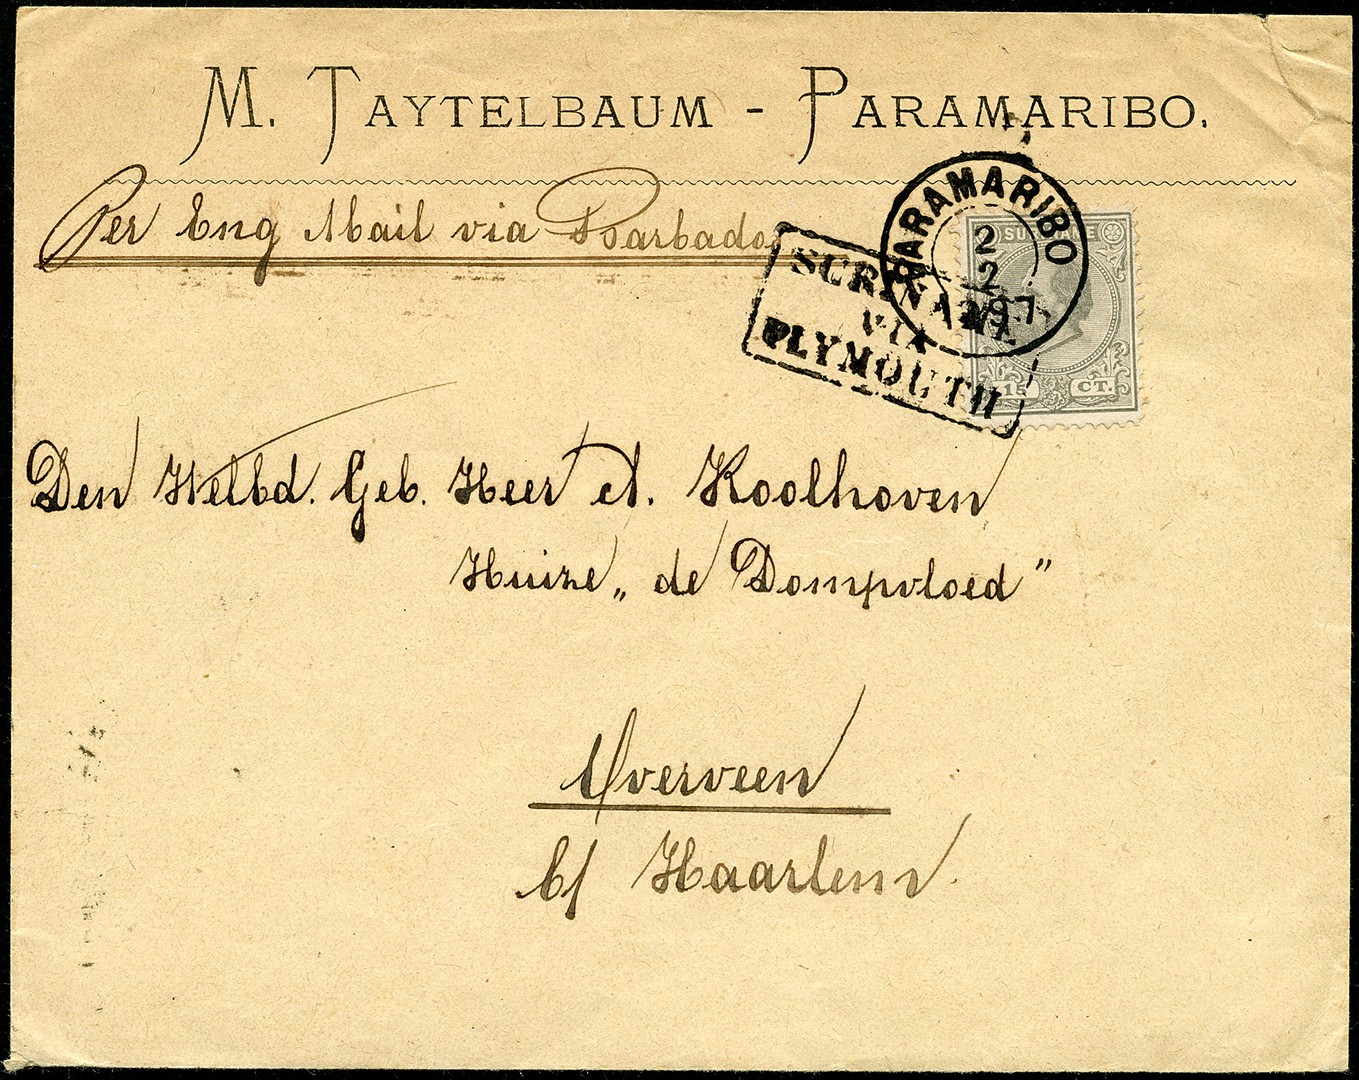 M. TAYTELBAUM - PARAMARIBO.
Per Eng Mail via Barbados
PARAMARIBO
2
2
97
SURINAME
VIA
PLYMOUTH
SURINAME
15 CT.
Den Welbd. Geb. Heer A. Koolhoven
Huize „de Dompvloed”
Overveen
b/ Haarlem.